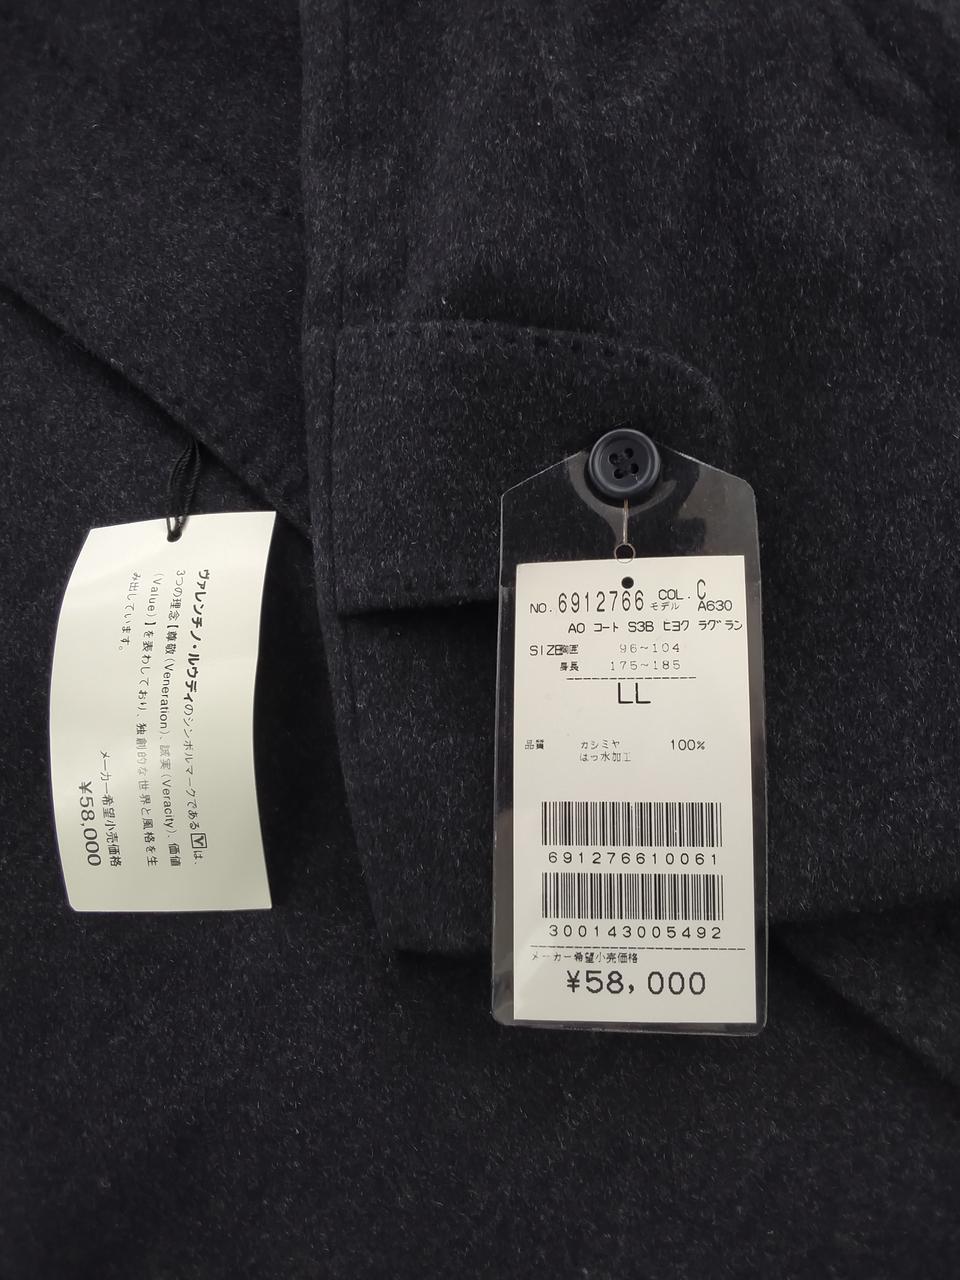 ヴァレンチノ・ルウディのシンボルマークである V は、
3つの理念【尊敬(Veneration)、誠実(Veracity)、価値
(Value)】を表わしており、独創的な世界と風格を生
み出しています。
メーカー希望小売価格
¥58,000
NO. 6912766 COL. C
モデル A630
AO コート S3B ヒヨク ラグラン
SIZE 胸囲 96~104
身長 175~185
LL
品質 カシミヤ 100%
はっ水加工
691276610061
300143005492
メーカー希望小売価格
¥58,000